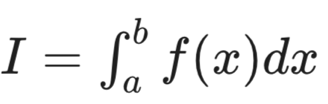 I = ∫_a^b f(x)dx